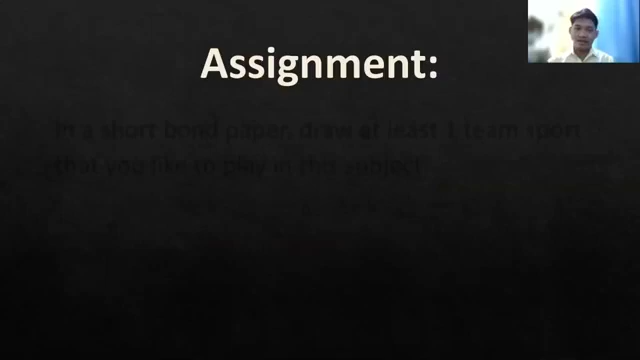 Assignment:
In a short bond paper, draw at least 1 team sport
that you like to play in this subject